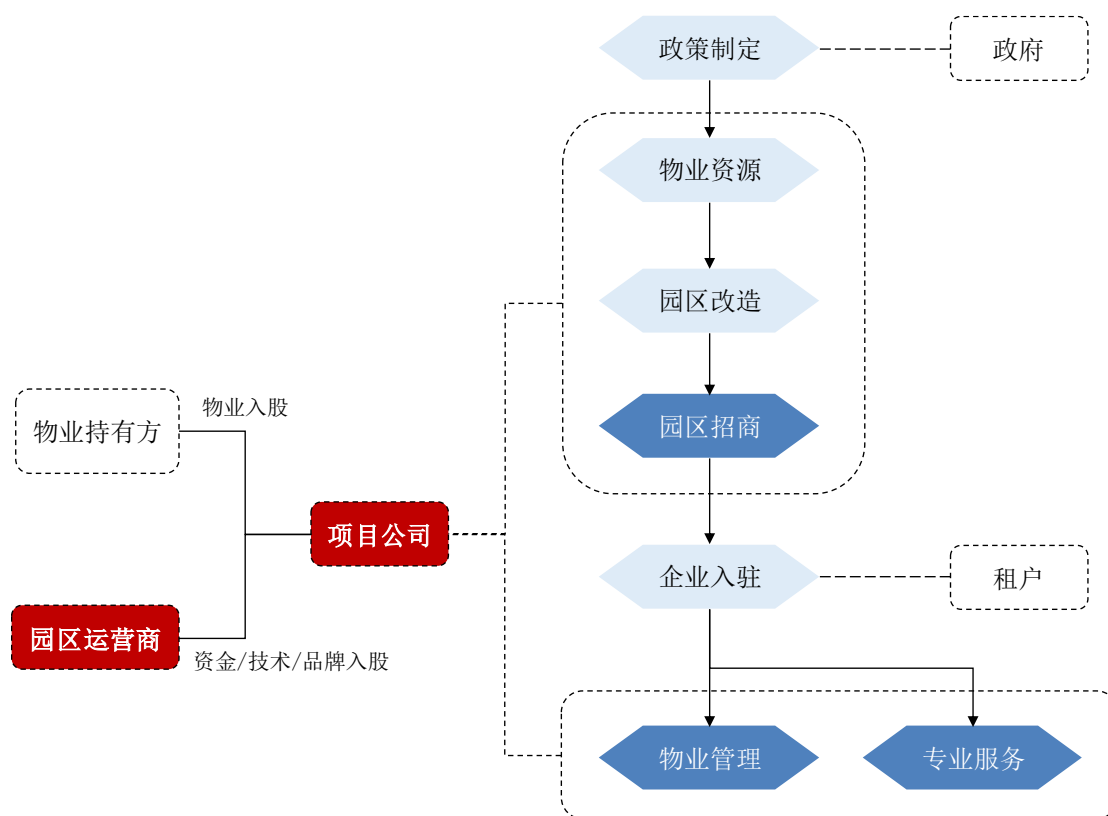 政策制定
政府
物业资源
园区改造
物业入股
物业持有方
园区招商
项目公司
企业入驻
租户
园区运营商
资金/技术/品牌入股
物业管理
专业服务